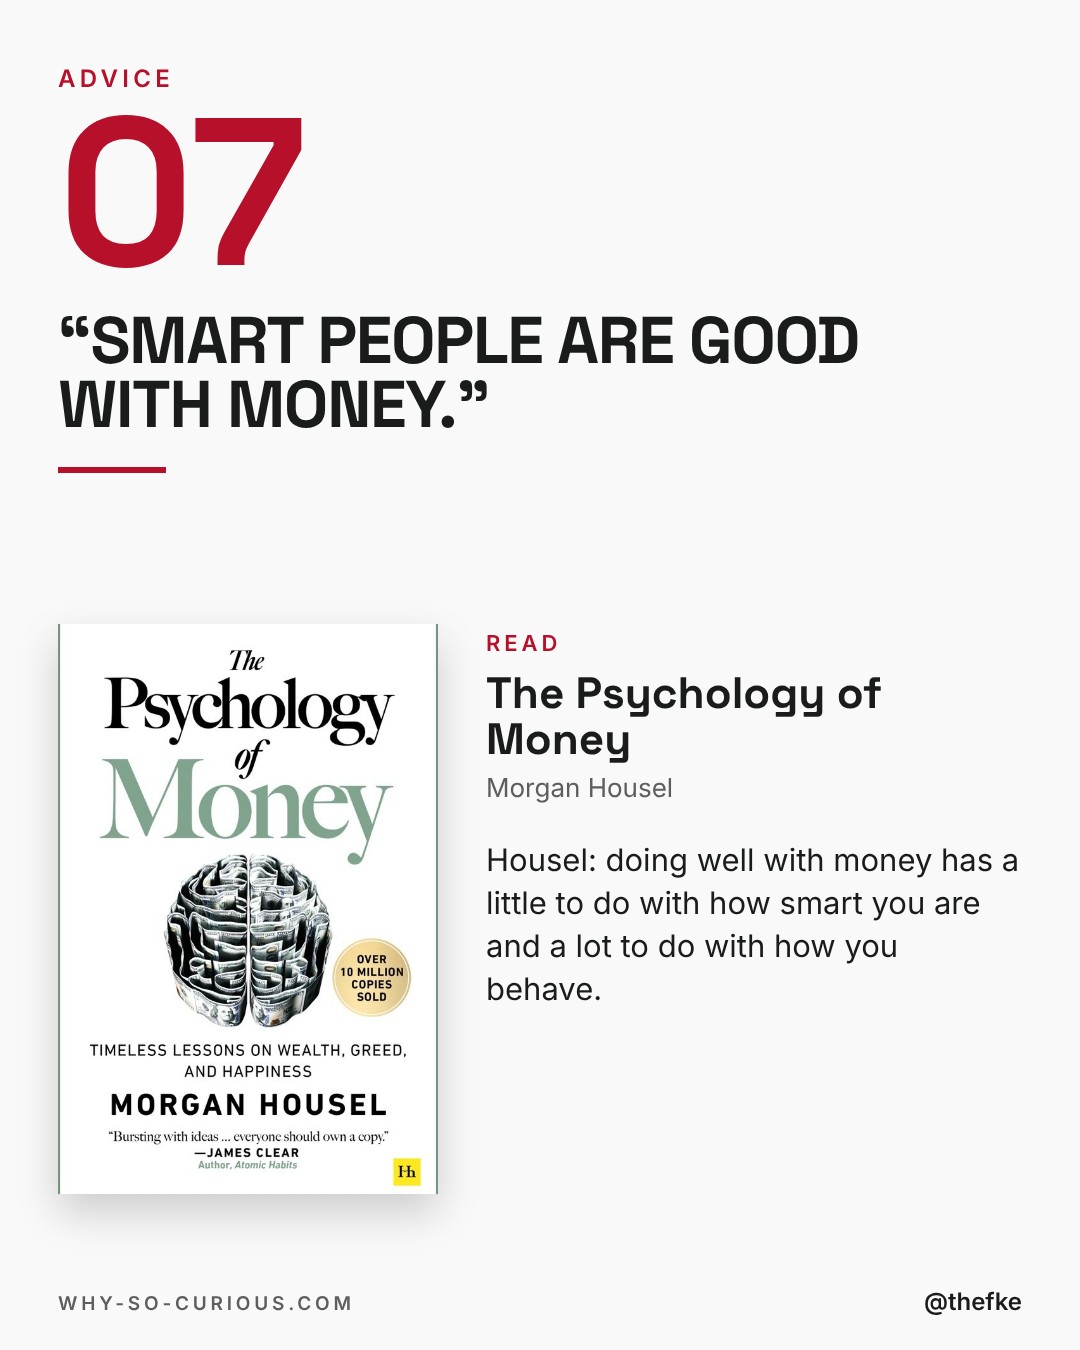 ADVICE
07
“SMART PEOPLE ARE GOOD
WITH MONEY.”
The
Psychology
of
Money
OVER
10 MILLION
COPIES
SOLD
TIMELESS LESSONS ON WEALTH, GREED,
AND HAPPINESS
MORGAN HOUSEL
“Bursting with ideas ... everyone should own a copy.”
—JAMES CLEAR
Author, Atomic Habits
Hh
READ
The Psychology of
Money
Morgan Housel
Housel: doing well with money has a
little to do with how smart you are
and a lot to do with how you
behave.
WHY-SO-CURIOUS.COM
@thefke